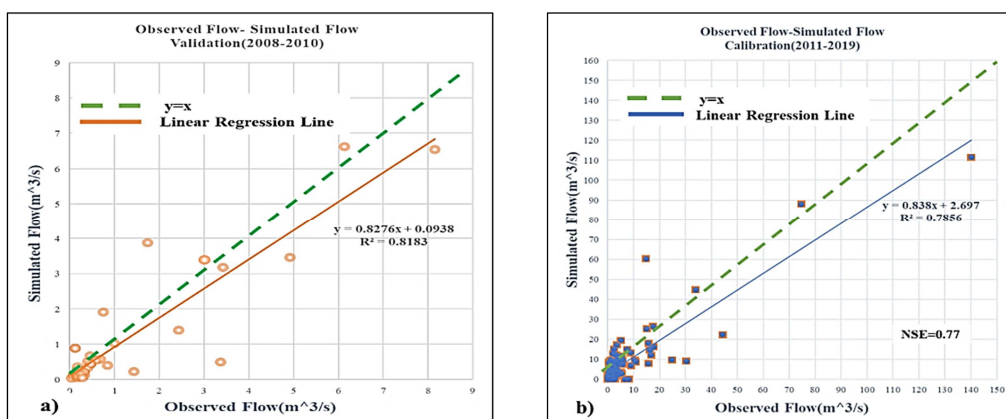 Observed Flow- Simulated Flow
Validation(2008-2010)
9
8
7
6
5
4
3
2
1
0
y=x
Linear Regression Line
y = 0.8276x + 0.0938
R² = 0.8183
Simulated Flow(m^3/s)
0 1 2 3 4 5 6 7 8 9
a)
Observed Flow(m^3/s)
Observed Flow-Simulated Flow
Calibration(2011-2019)
160
150
140
130
120
110
100
90
80
70
60
50
40
30
20
10
0
y=x
Linear Regression Line
y = 0.838x + 2.697
R² = 0.7856
NSE=0.77
Simulated Flow(m^3/s)
0 10 20 30 40 50 60 70 80 90 100 110 120 130 140 150
b)
Observed Flow(m^3/s)